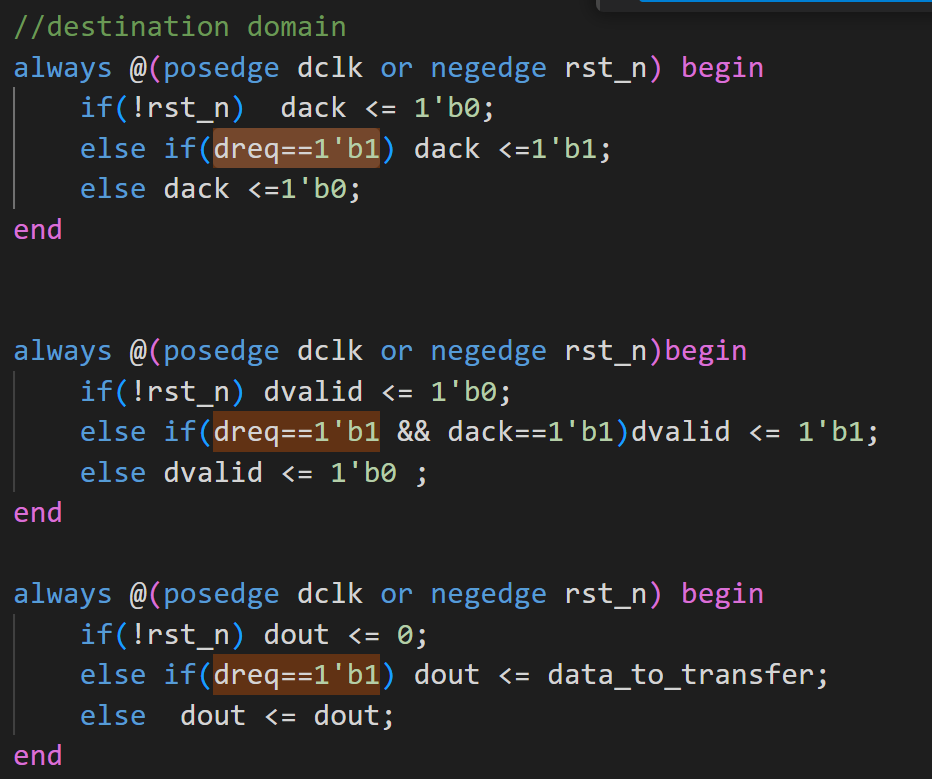 //destination domain
always @(posedge dclk or negedge rst_n) begin
    if(!rst_n)  dack <= 1'b0;
    else if(dreq==1'b1) dack <=1'b1;
    else dack <=1'b0;
end
always @(posedge dclk or negedge rst_n)begin
    if(!rst_n) dvalid <= 1'b0;
    else if(dreq==1'b1 && dack==1'b1)dvalid <= 1'b1;
    else dvalid <= 1'b0 ;
end
always @(posedge dclk or negedge rst_n) begin
    if(!rst_n) dout <= 0;
    else if(dreq==1'b1) dout <= data_to_transfer;
    else  dout <= dout;
end